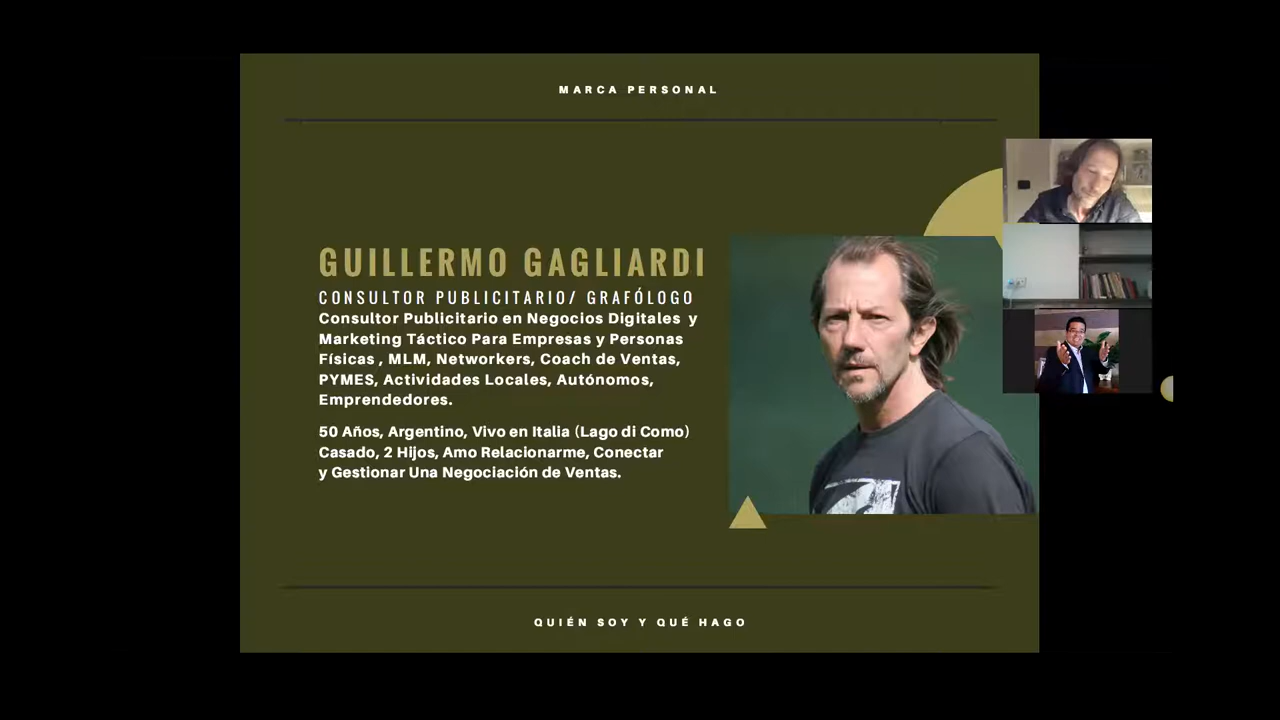 MARCA PERSONAL
GUILLERMO GAGLIARDI
CONSULTOR PUBLICITARIO/ GRAFÓLOGO
Consultor Publicitario en Negocios Digitales y
Marketing Táctico Para Empresas y Personas
Físicas , MLM, Networkers, Coach de Ventas,
PYMES, Actividades Locales, Autónomos,
Emprendedores.
50 Años, Argentino, Vivo en Italia (Lago di Como)
Casado, 2 Hijos, Amo Relacionarme, Conectar
y Gestionar Una Negociación de Ventas.
QUIÉN SOY Y QUÉ HAGO